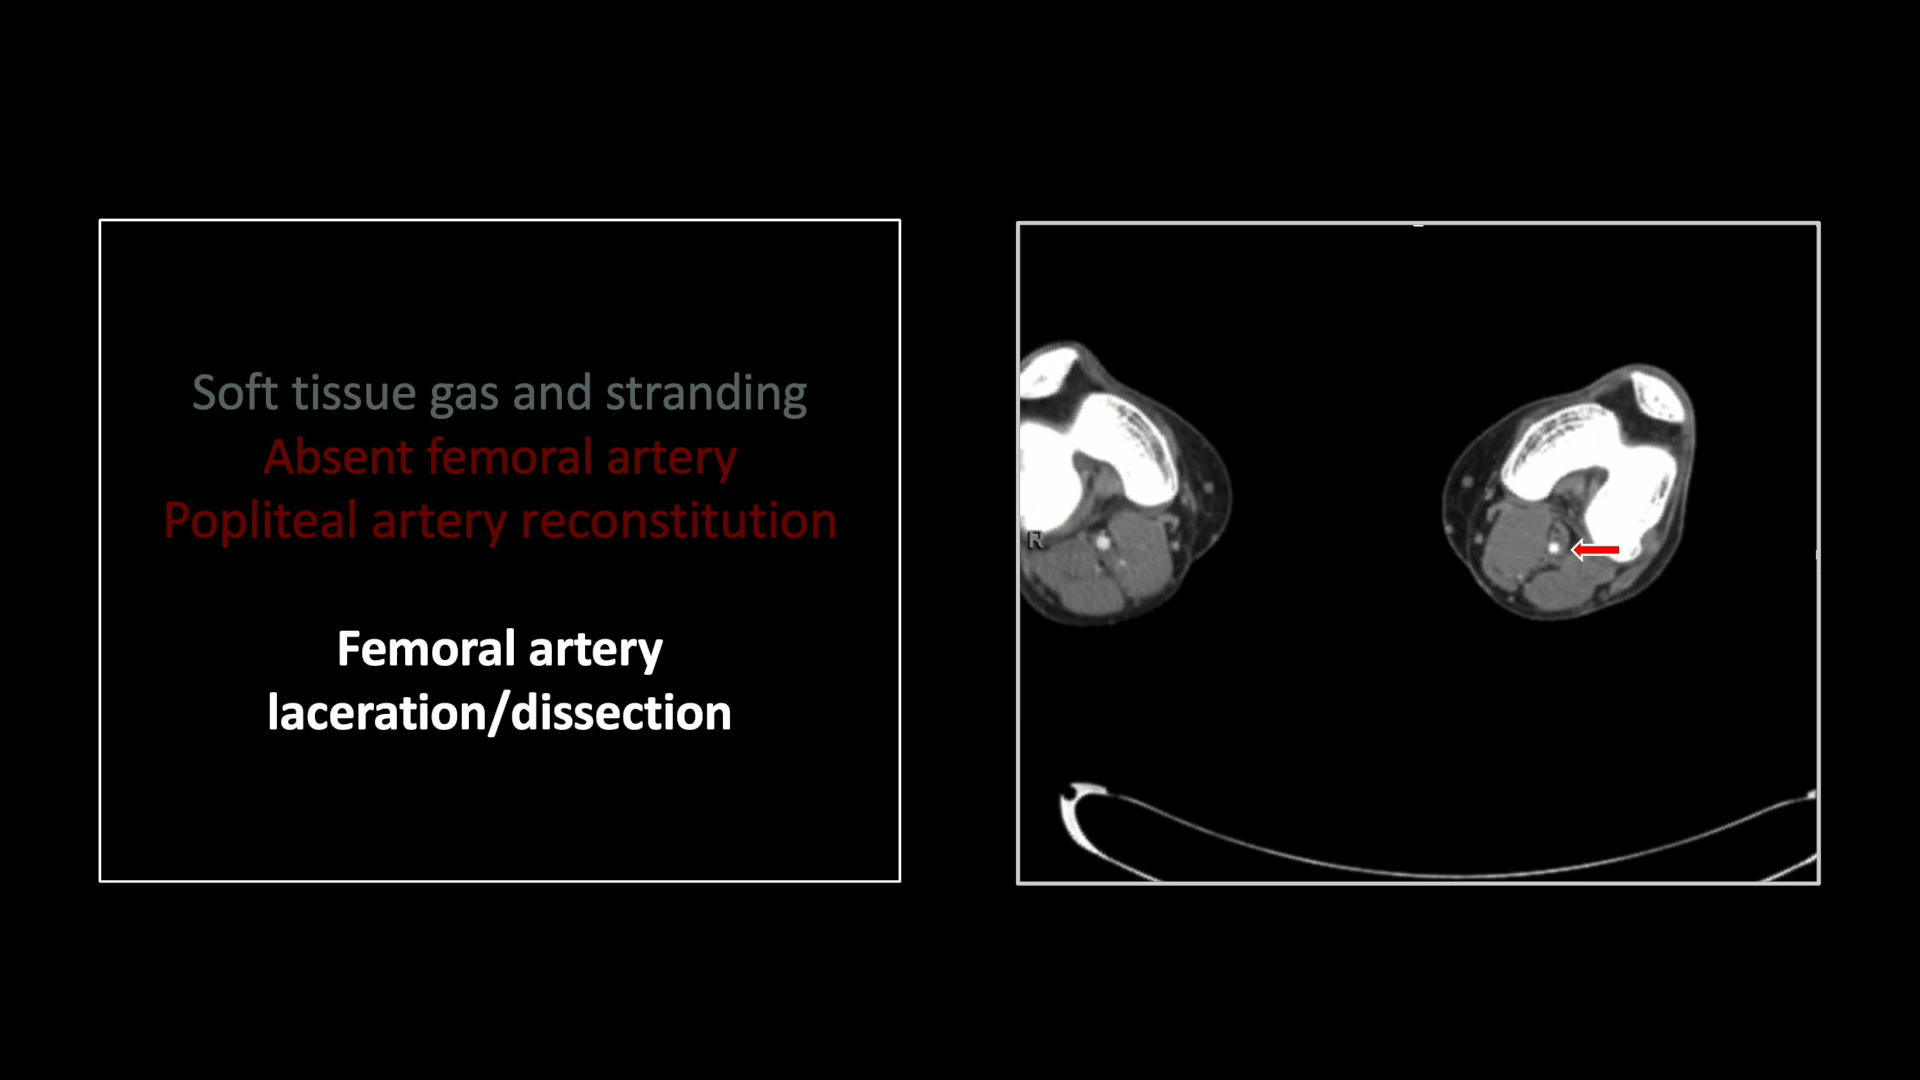 Soft tissue gas and stranding
Absent femoral artery
Popliteal artery reconstitution
Femoral artery
laceration/dissection
R